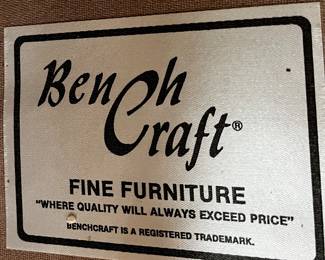 Bench
Craft®
FINE FURNITURE
"WHERE QUALITY WILL ALWAYS EXCEED PRICE"
BENCHCRAFT IS A REGISTERED TRADEMARK.